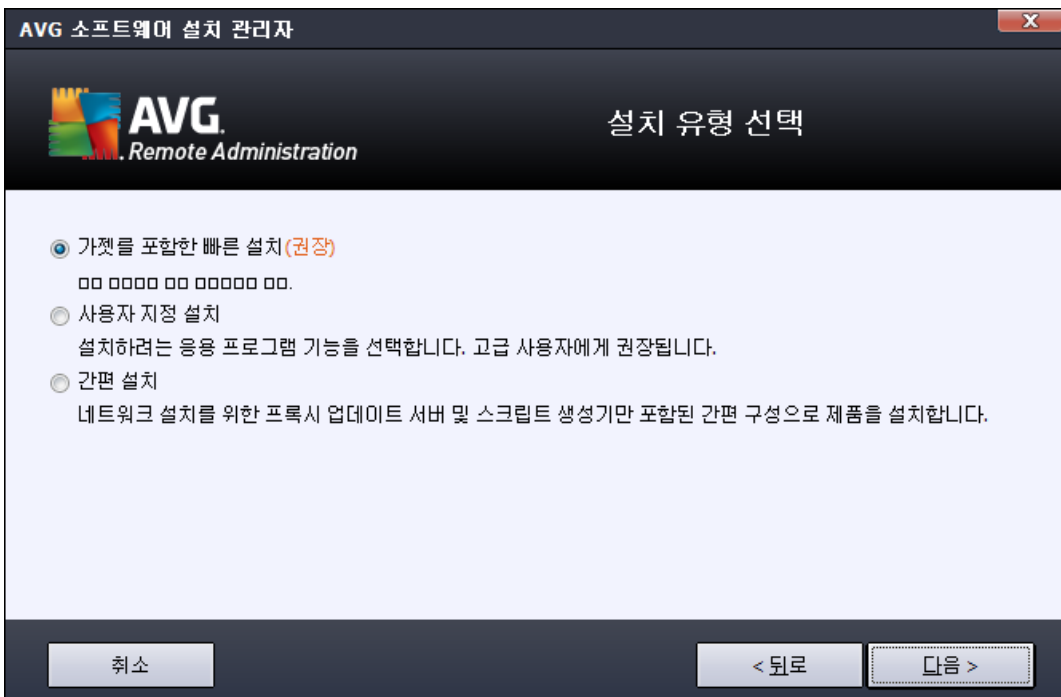 AVG 소프트웨어 설치 관리자
X
AVG.
Remote Administration
설치 유형 선택
가젯를 포함한 빠른 설치(권장)
□□ □□□□ □□ □□□□□ □□.
사용자 지정 설치
설치하려는 응용 프로그램 기능을 선택합니다. 고급 사용자에게 권장됩니다.
간편 설치
네트워크 설치를 위한 프록시 업데이트 서버 및 스크립트 생성기만 포함된 간편 구성으로 제품을 설치합니다.
취소
< 뒤로
다음 >